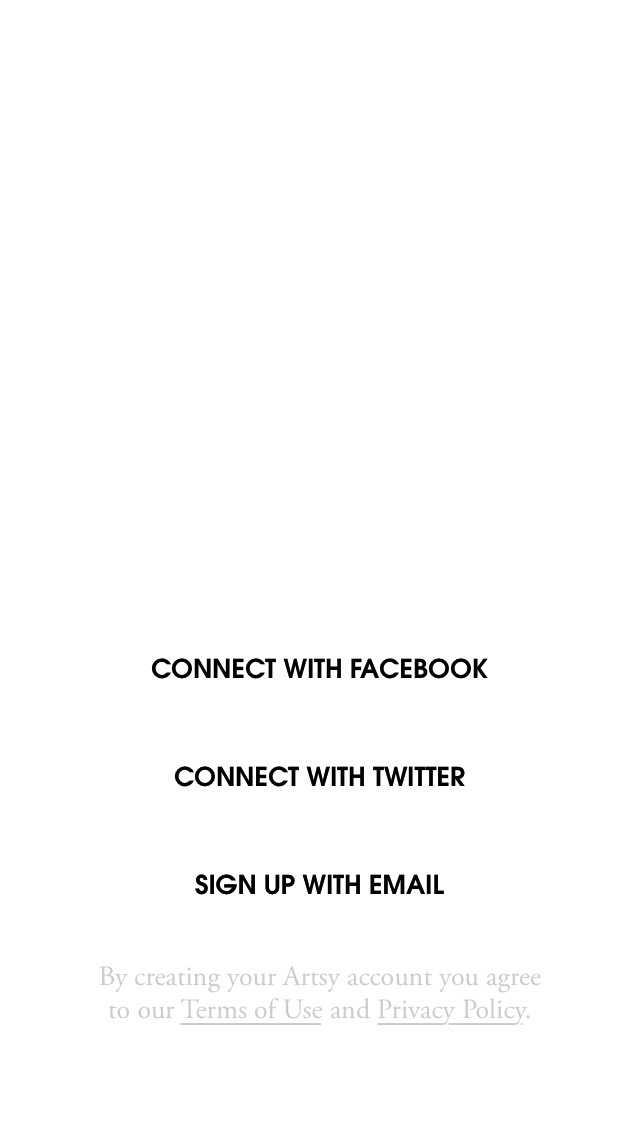 CONNECT WITH FACEBOOK
CONNECT WITH TWITTER
SIGN UP WITH EMAIL
By creating your Artsy account you agree
to our Terms of Use and Privacy Policy.